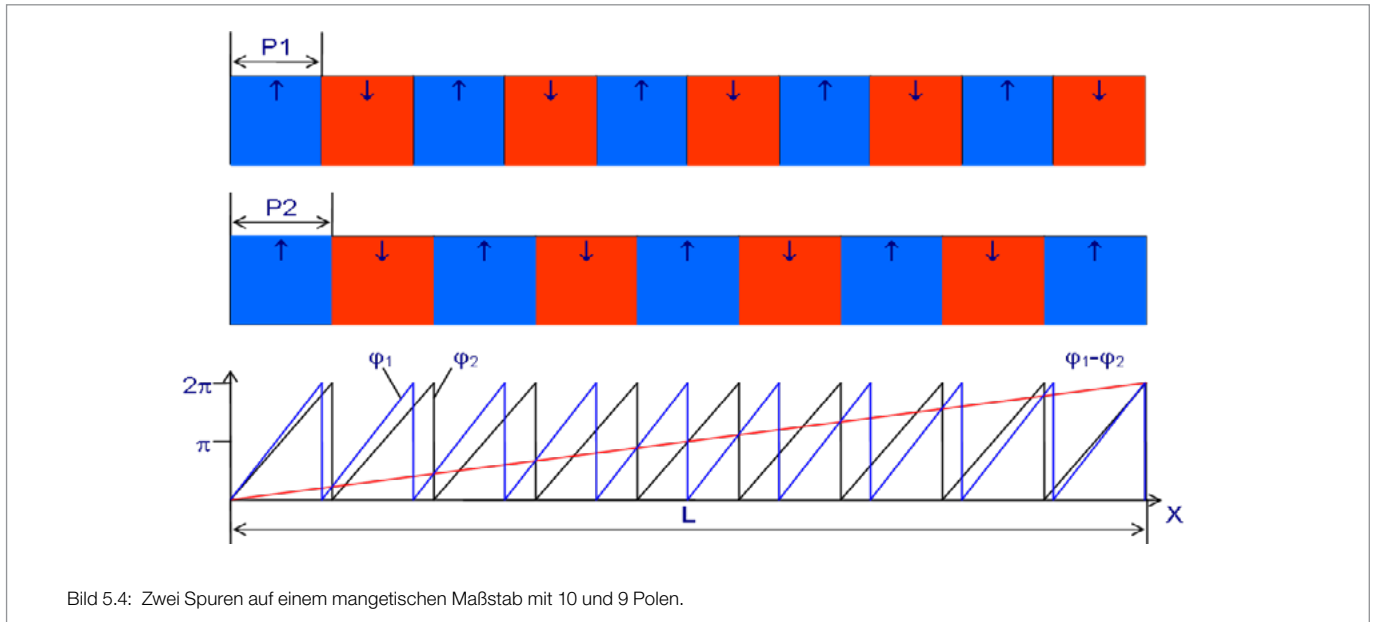 P1
↑ ↓ ↑ ↓ ↑ ↓ ↑ ↓ ↑ ↓
P2
↑ ↓ ↑ ↓ ↑ ↓ ↑ ↓ ↑
φ₁ φ₂ φ₁-φ₂
2π
π
L
X
Bild 5.4: Zwei Spuren auf einem mangetischen Maßstab mit 10 und 9 Polen.